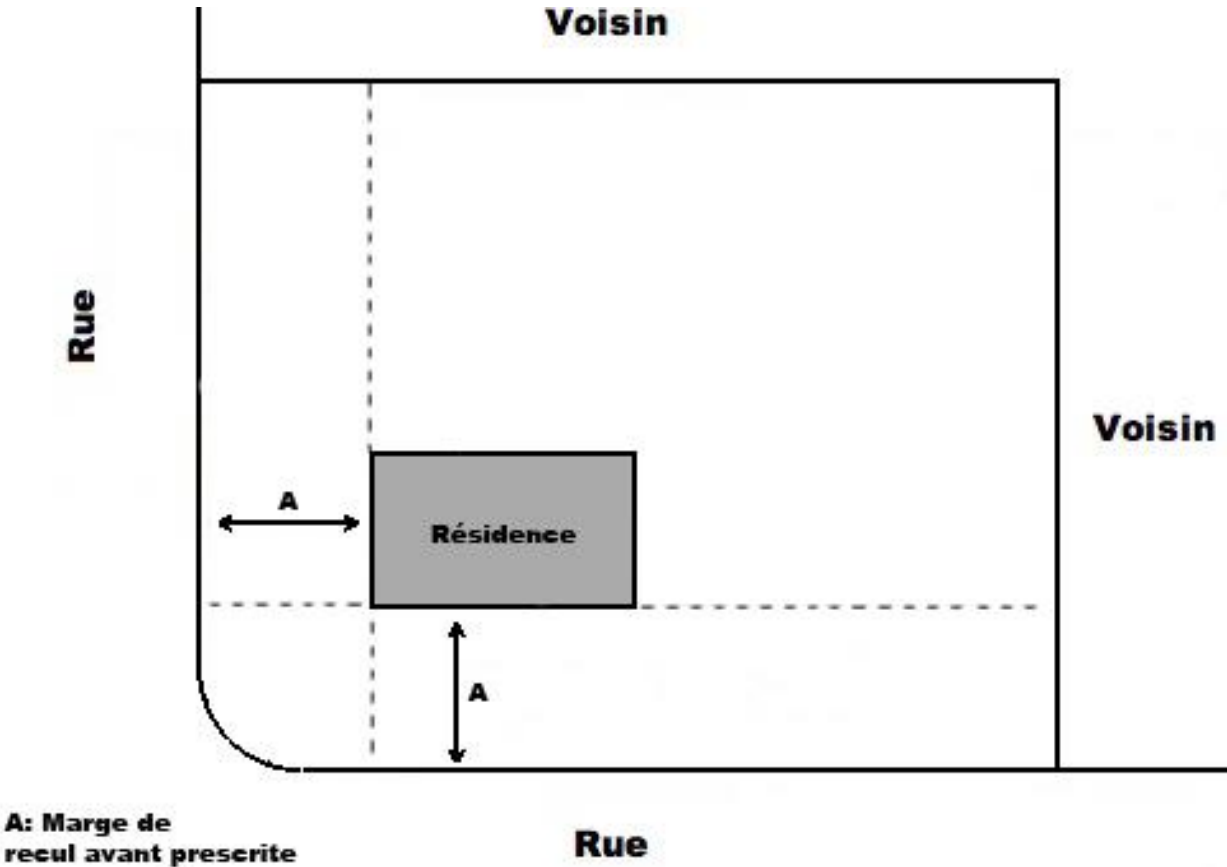 Voisin
Rue
Voisin
A
Résidence
A
A: Marge de
recul avant prescrite
Rue